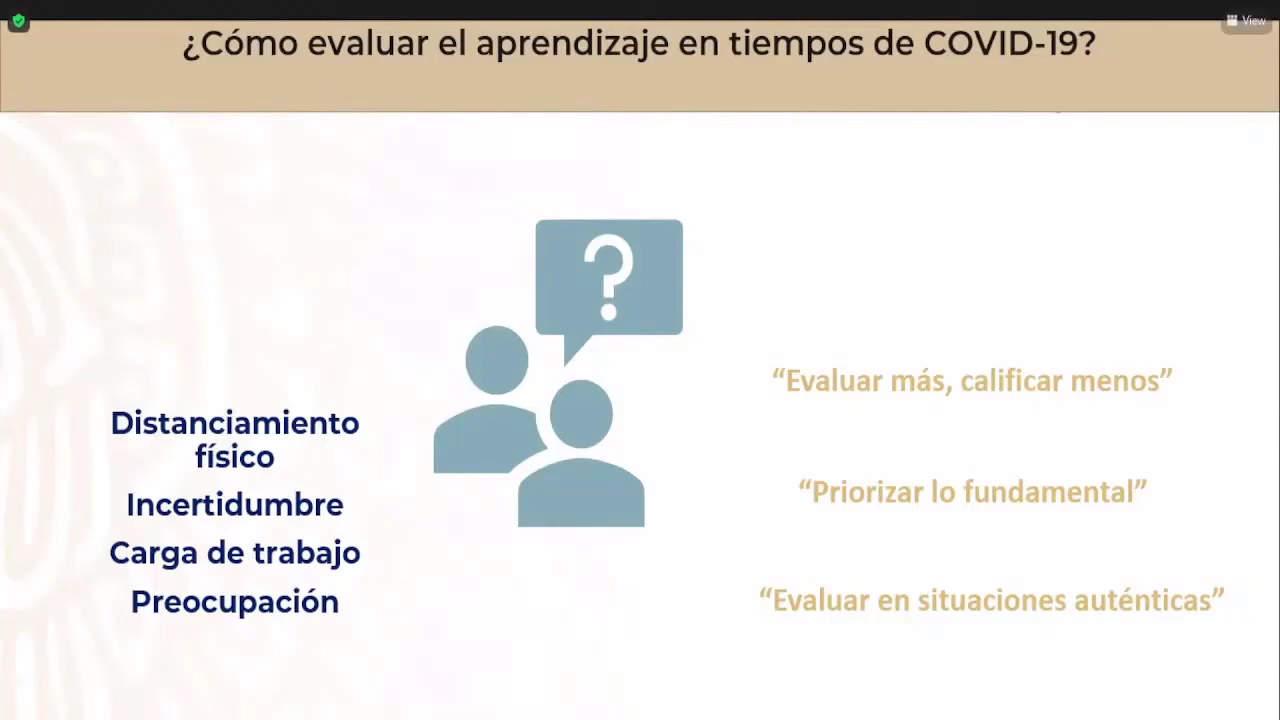 View
¿Cómo evaluar el aprendizaje en tiempos de COVID-19?
?
Distanciamiento
físico
Incertidumbre
Carga de trabajo
Preocupación
“Evaluar más, calificar menos”
“Priorizar lo fundamental”
“Evaluar en situaciones auténticas”